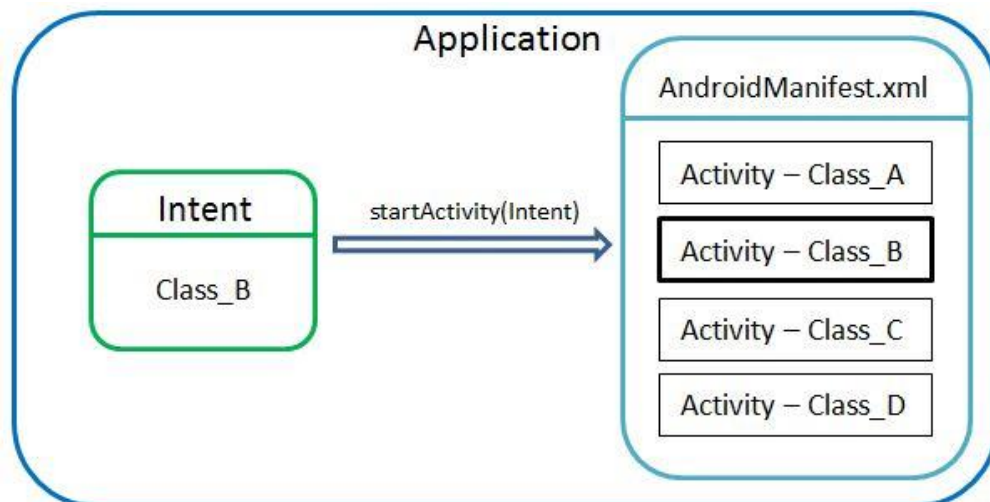 Application
AndroidManifest.xml
Intent
Class_B
startActivity(Intent)
Activity – Class_A
Activity – Class_B
Activity – Class_C
Activity – Class_D